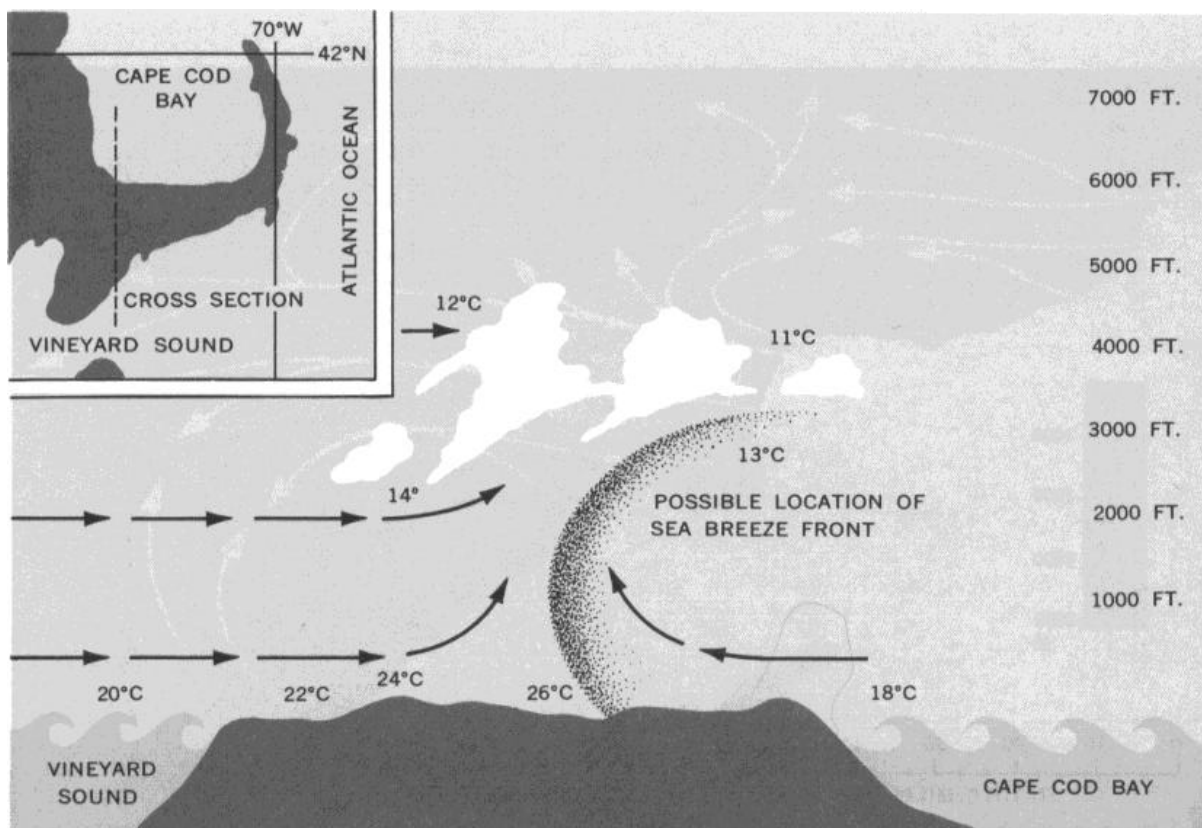 70°W
42°N
CAPE COD
BAY
ATLANTIC OCEAN
CROSS SECTION
VINEYARD SOUND
7000 FT.
6000 FT.
5000 FT.
12°C
11°C
4000 FT.
3000 FT.
13°C
14°
POSSIBLE LOCATION OF
SEA BREEZE FRONT
2000 FT.
1000 FT.
20°C
22°C
24°C
26°C
18°C
VINEYARD
SOUND
CAPE COD BAY